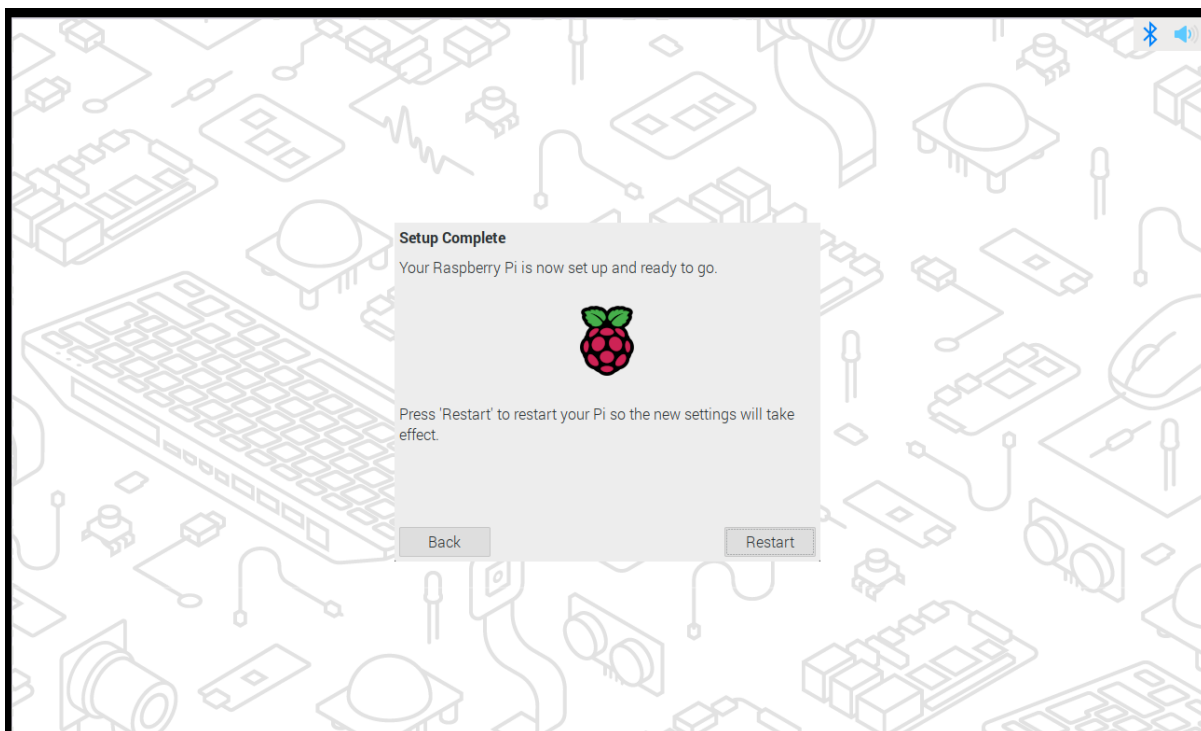 Setup Complete
Your Raspberry Pi is now set up and ready to go.
Press 'Restart' to restart your Pi so the new settings will take
effect.
Back
Restart